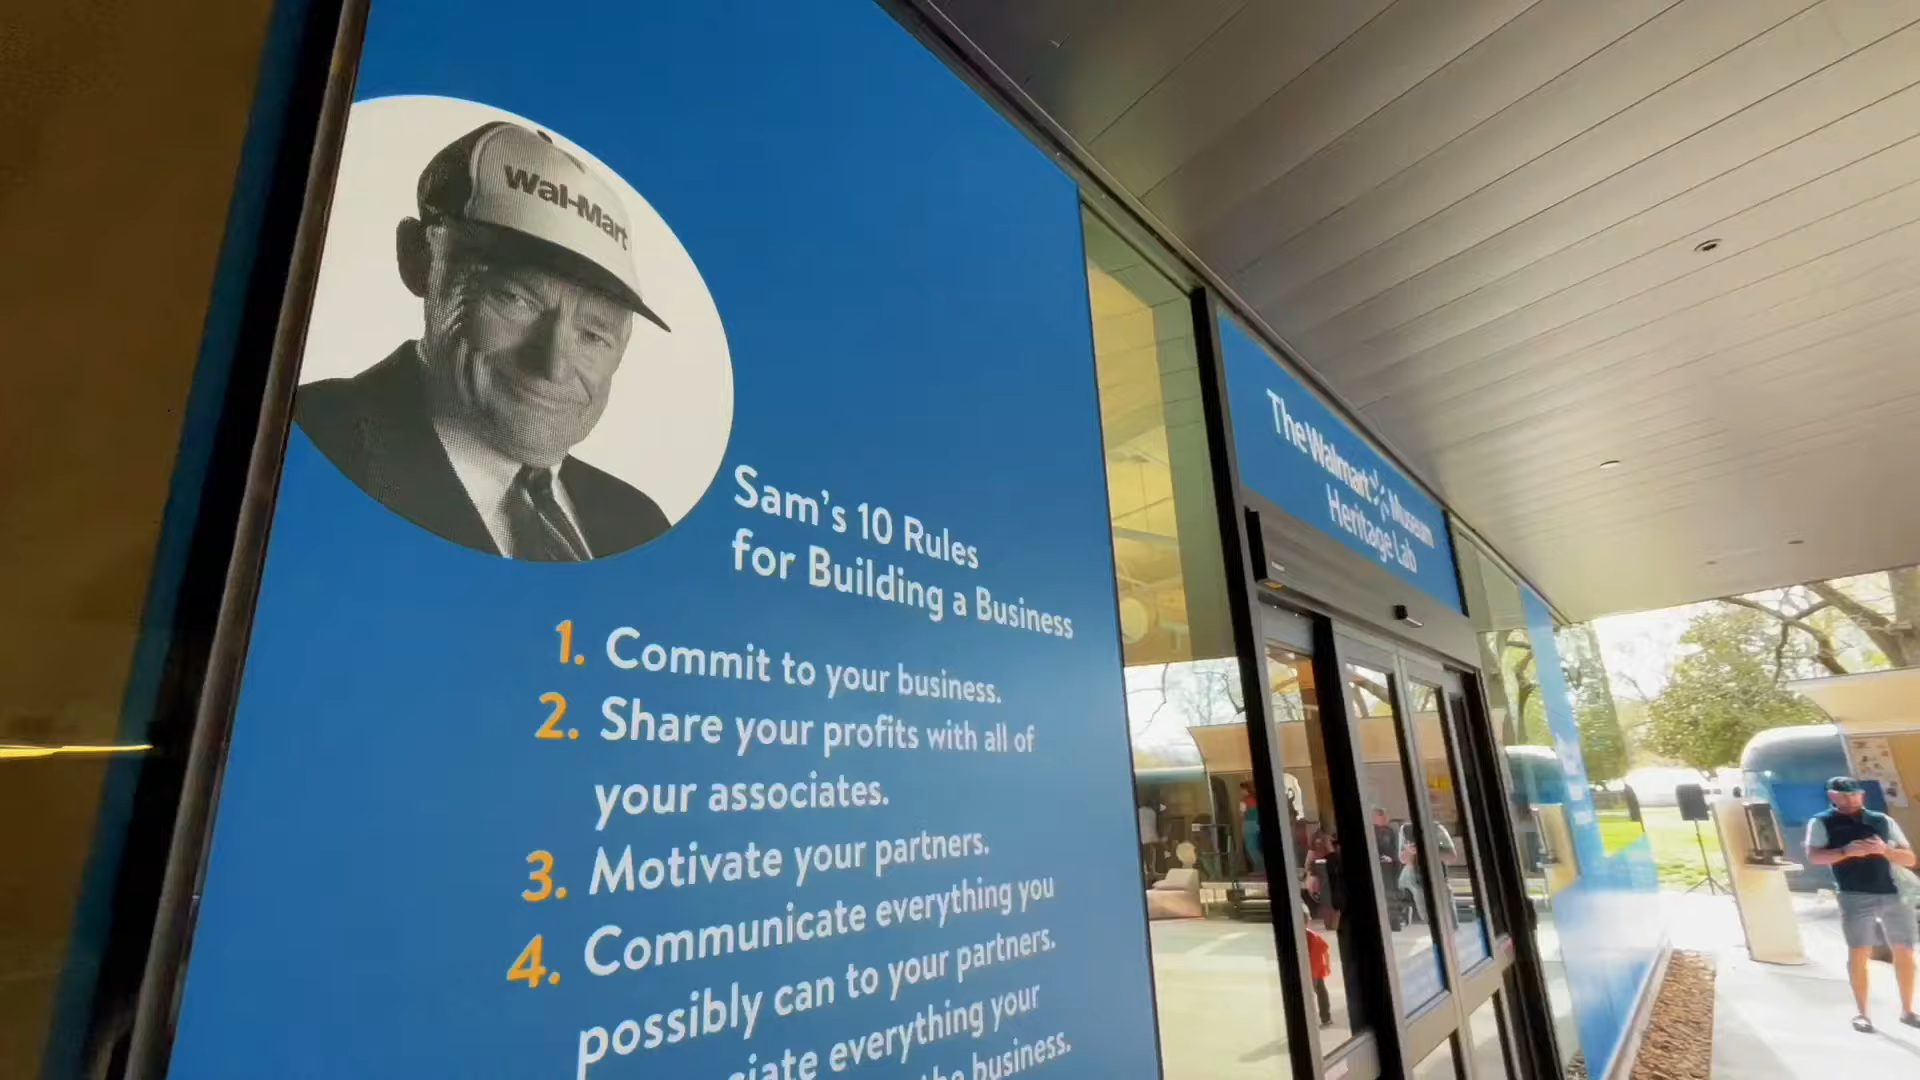 Wal-Mart
Sam's 10 Rules
for Building a Business
1. Commit to your business.
2. Share your profits with all of
your associates.
3. Motivate your partners.
4. Communicate everything you
possibly can to your partners.
everything your
business.
The Walmart Museum
Heritage Lab